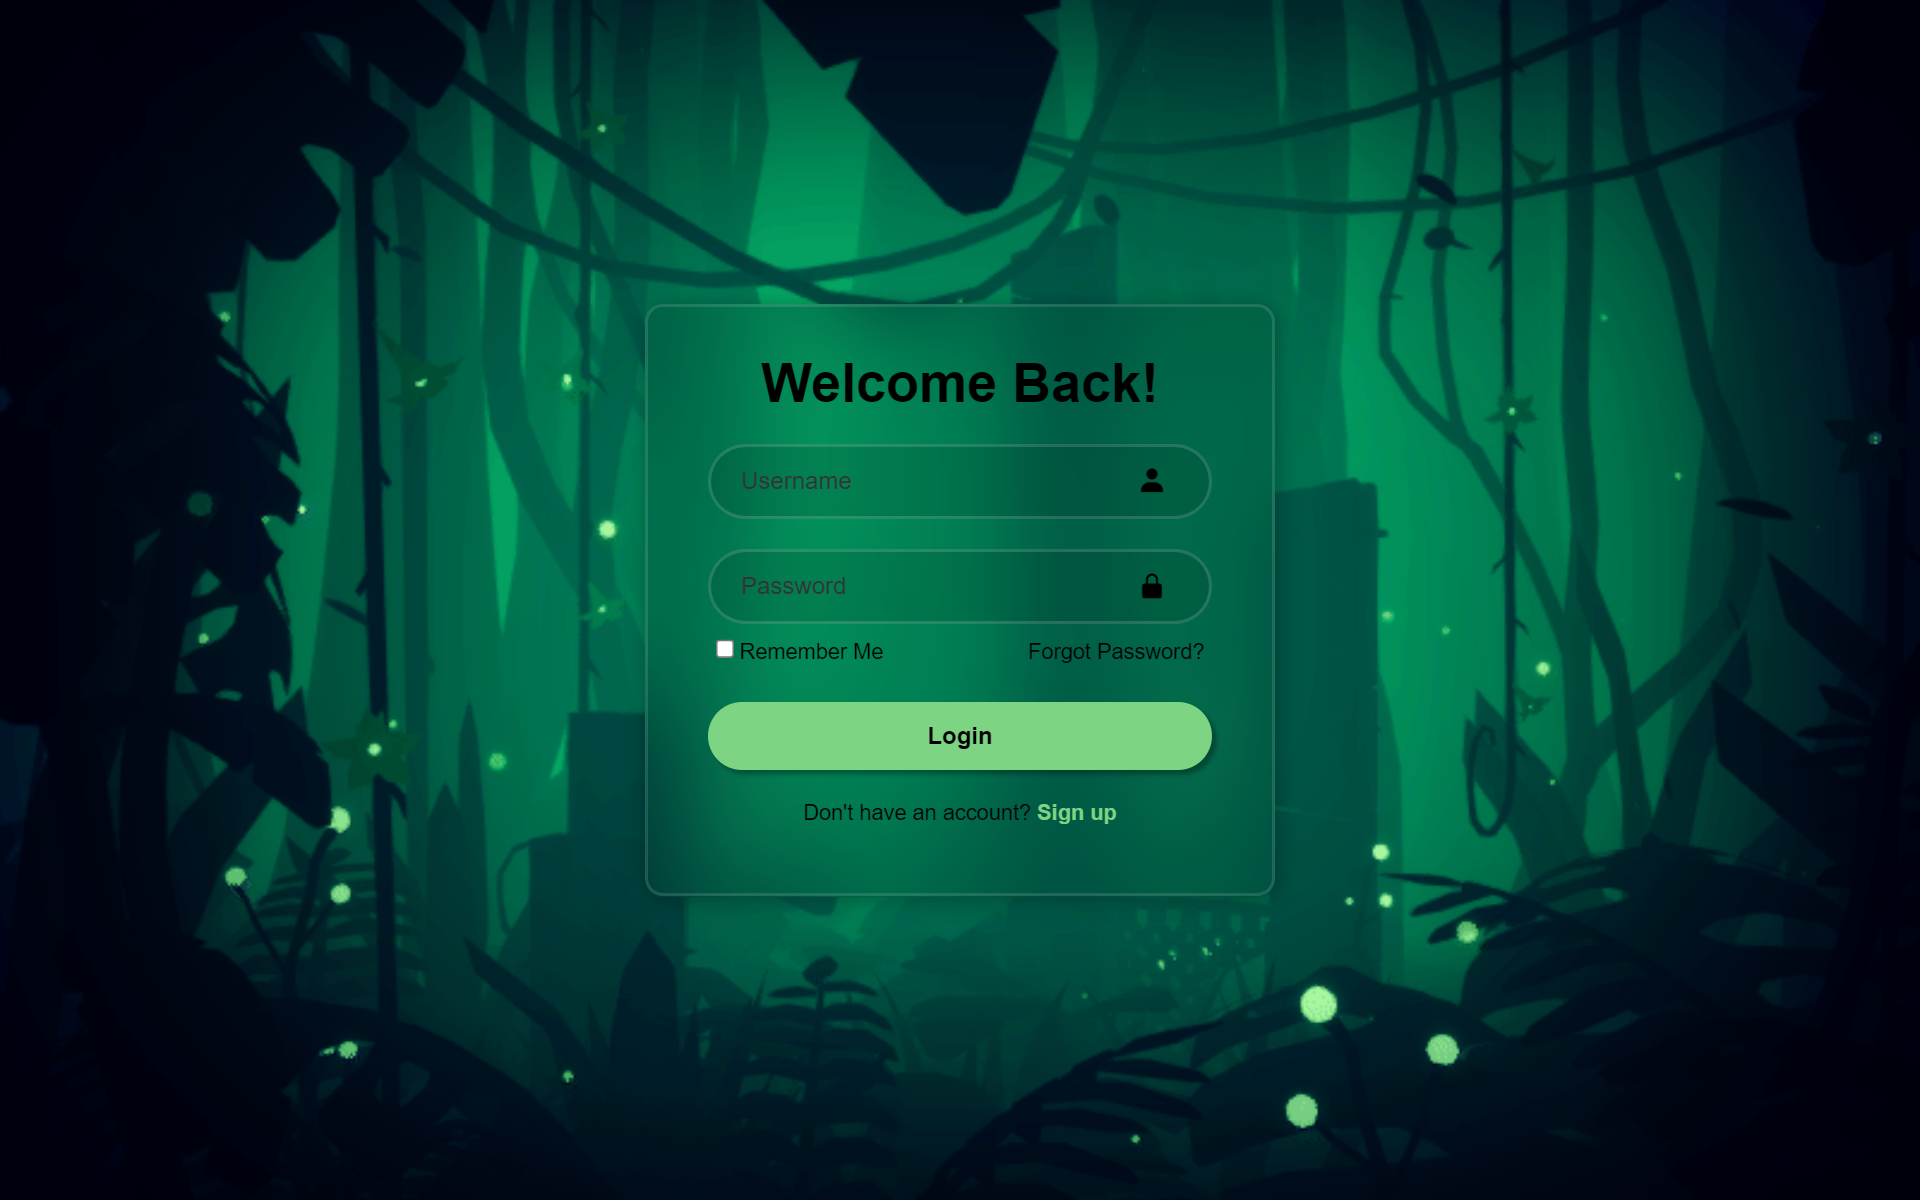 Welcome Back!
Username
Password
Remember Me
Forgot Password?
Login
Don't have an account? Sign up